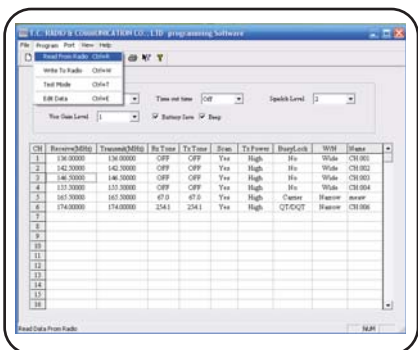 T.C. RADIO & COMMUNICATION CO., LTD programming Software
File Program Port View Help
Read From Radio Ctrl+R
Write To Radio Ctrl+W
Test Mode Ctrl+T
Edit Data Ctrl+E
Time out time Off Squelch Level 2
Vox Gain Level 1 Battery Save Beep
CH Receive(MHz) Transmit(MHz) Rx Tone Tx Tone Scan Tx Power BusyLock W/N Name
1 136.00000 136.00000 OFF OFF Yes High No Wide CH 001
2 142.50000 142.50000 OFF OFF Yes High No Wide CH 002
3 146.50000 146.50000 OFF OFF Yes High No Wide CH 003
4 155.50000 155.50000 OFF OFF Yes High No Wide CH 004
5 165.50000 165.50000 67.0 67.0 Yes High Carrier Narrow
6 174.00000 174.00000 254.1 254.1 Yes High QT/DQT Narrow CH 006
7
8
9
10
11
12
13
14
15
16
Read Data From Radio NUM